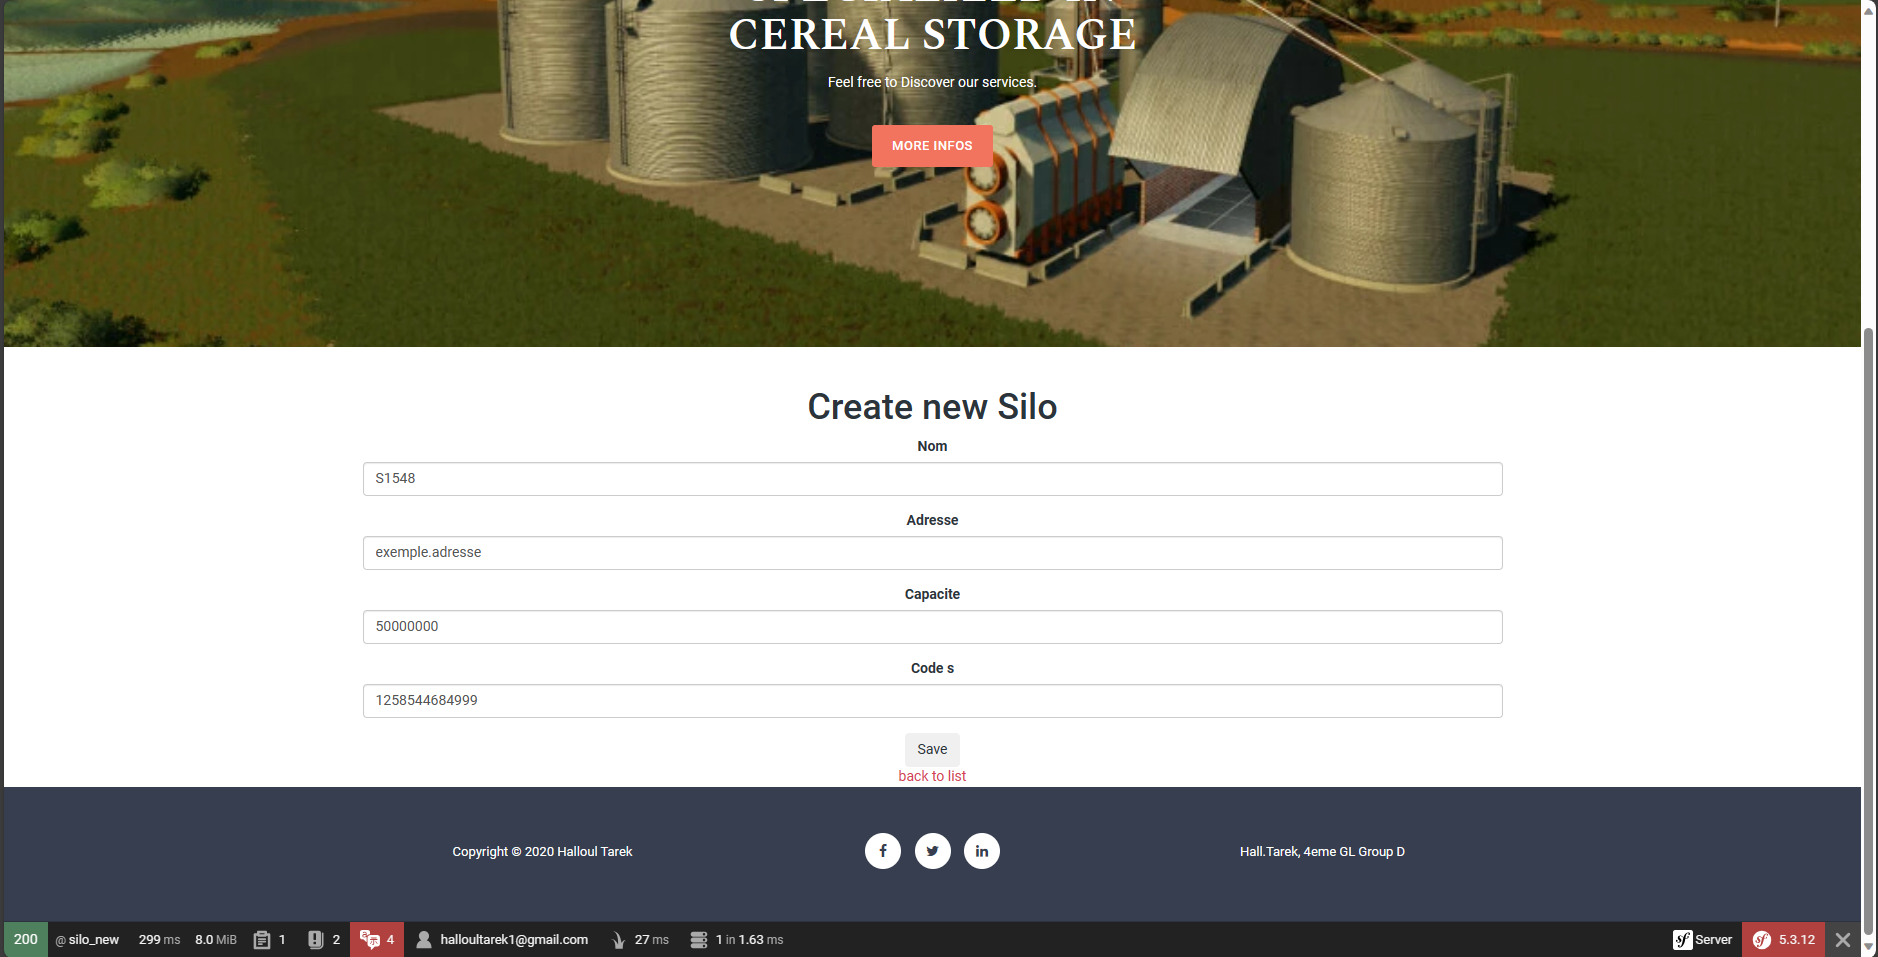 SPECIALIZED IN
CEREAL STORAGE
Feel free to Discover our services.
MORE INFOS
Create new Silo
Nom
S1548
Adresse
exemple.adresse
Capacite
50000000
Code s
1258544684999
Save
back to list
Copyright © 2020 Halloul Tarek
Hall.Tarek, 4eme GL Group D
200 @ silo_new 299 ms 8.0 MiB 1 2 4 halloultarek1@gmail.com 27 ms 1 in 1.63 ms Server 5.3.12